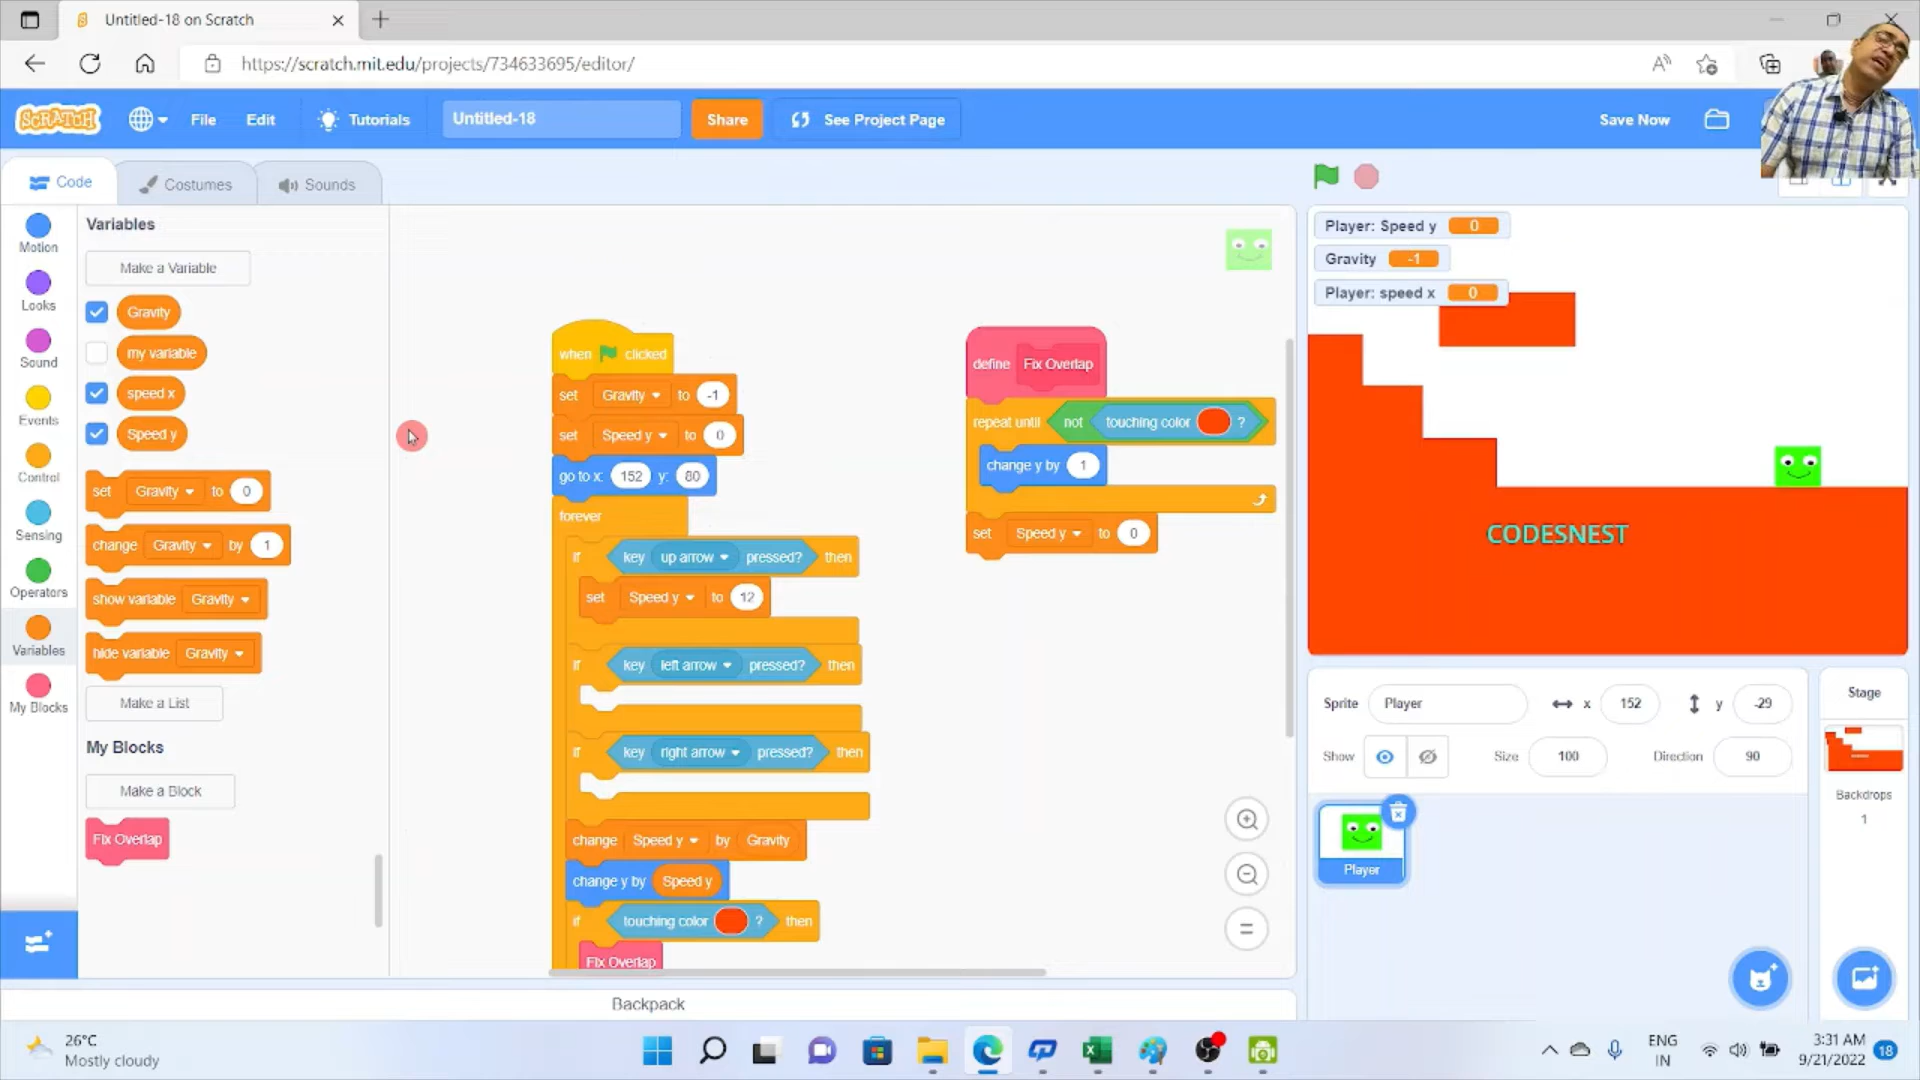 Untitled-18 on Scratch
https://scratch.mit.edu/projects/734633695/editor/
SCRATCH
File
Edit
Tutorials
Untitled-18
Share
See Project Page
Save Now
Code
Costumes
Sounds
Motion
Looks
Sound
Events
Control
Sensing
Operators
Variables
My Blocks
Variables
Make a Variable
Gravity
my variable
speed x
Speed y
set Gravity to 0
change Gravity by 1
show variable Gravity
hide variable Gravity
Make a List
My Blocks
Make a Block
Fix Overlap
when clicked
set Gravity to -1
set Speed y to 0
go to x: 152 y: 80
forever
if key up arrow pressed? then
set Speed y to 12
if key left arrow pressed? then
if key right arrow pressed? then
change Speed y by Gravity
change y by Speed y
if touching color ? then
Fix Overlap
define Fix Overlap
repeat until not touching color ?
change y by 1
set Speed y to 0
Backpack
Player: Speed y 0
Gravity -1
Player: speed x 0
CODESNEST
Sprite Player x 152 y -29
Show Size 100 Direction 90
Player
Stage
Backdrops
1
26°C
Mostly cloudy
ENG
IN
3:31 AM
9/21/2022
18